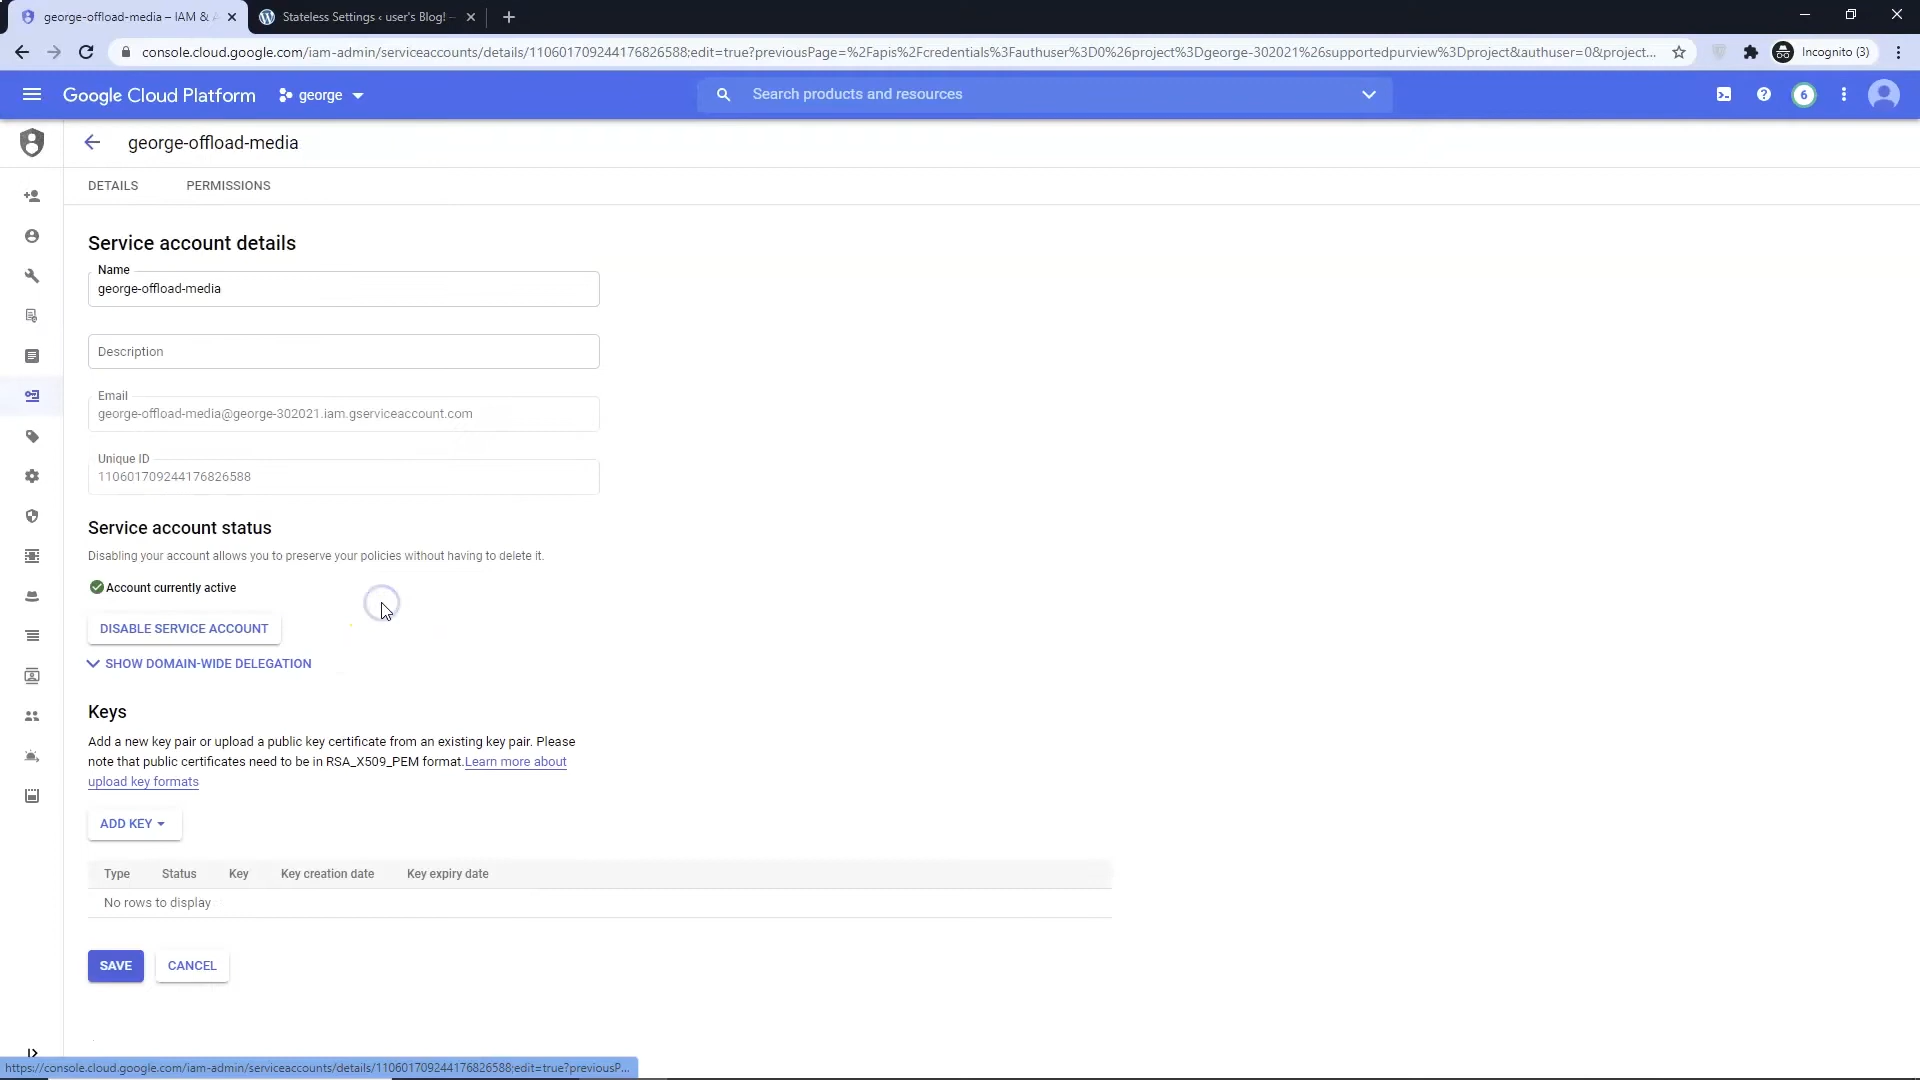 george-offload-media – IAM & A
Stateless Settings ‹ user's Blog! —
console.cloud.google.com/iam-admin/serviceaccounts/details/110601709244176826588;edit=true?previousPage=%2Fapis%2Fcredentials%3Fauthuser%3D0%26project%3Dgeorge-302021%26supportedpurview%3Dproject&authuser=0&project...
Incognito (3)
Google Cloud Platform
george
Search products and resources
6
george-offload-media
DETAILS
PERMISSIONS
Service account details
Name
george-offload-media
Description
Email
george-offload-media@george-302021.iam.gserviceaccount.com
Unique ID
110601709244176826588
Service account status
Disabling your account allows you to preserve your policies without having to delete it.
Account currently active
DISABLE SERVICE ACCOUNT
SHOW DOMAIN-WIDE DELEGATION
Keys
Add a new key pair or upload a public key certificate from an existing key pair. Please
note that public certificates need to be in RSA_X509_PEM format.Learn more about
upload key formats
ADD KEY
Type Status Key Key creation date Key expiry date
No rows to display
SAVE
CANCEL
https://console.cloud.google.com/iam-admin/serviceaccounts/details/110601709244176826588;edit=true?previousP...